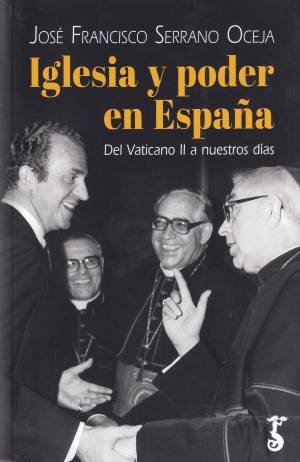 JOSÉ FRANCISCO SERRANO OCEJA
Iglesia y poder
en España
Del Vaticano II a nuestros días